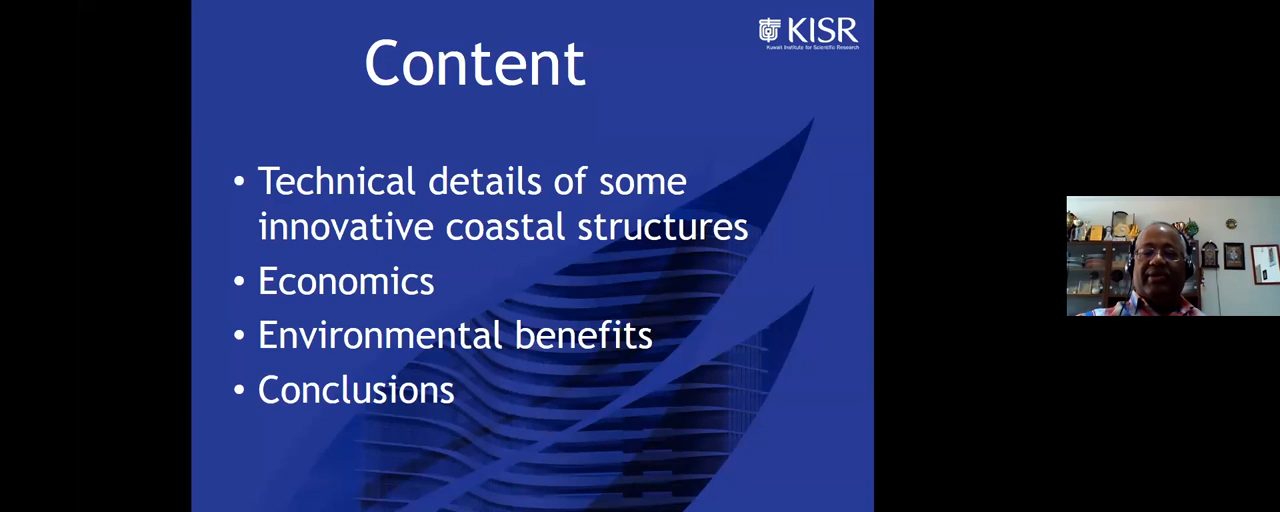 KISR
Kuwait Institute for Scientific Research
Content
• Technical details of some
innovative coastal structures
• Economics
• Environmental benefits
• Conclusions